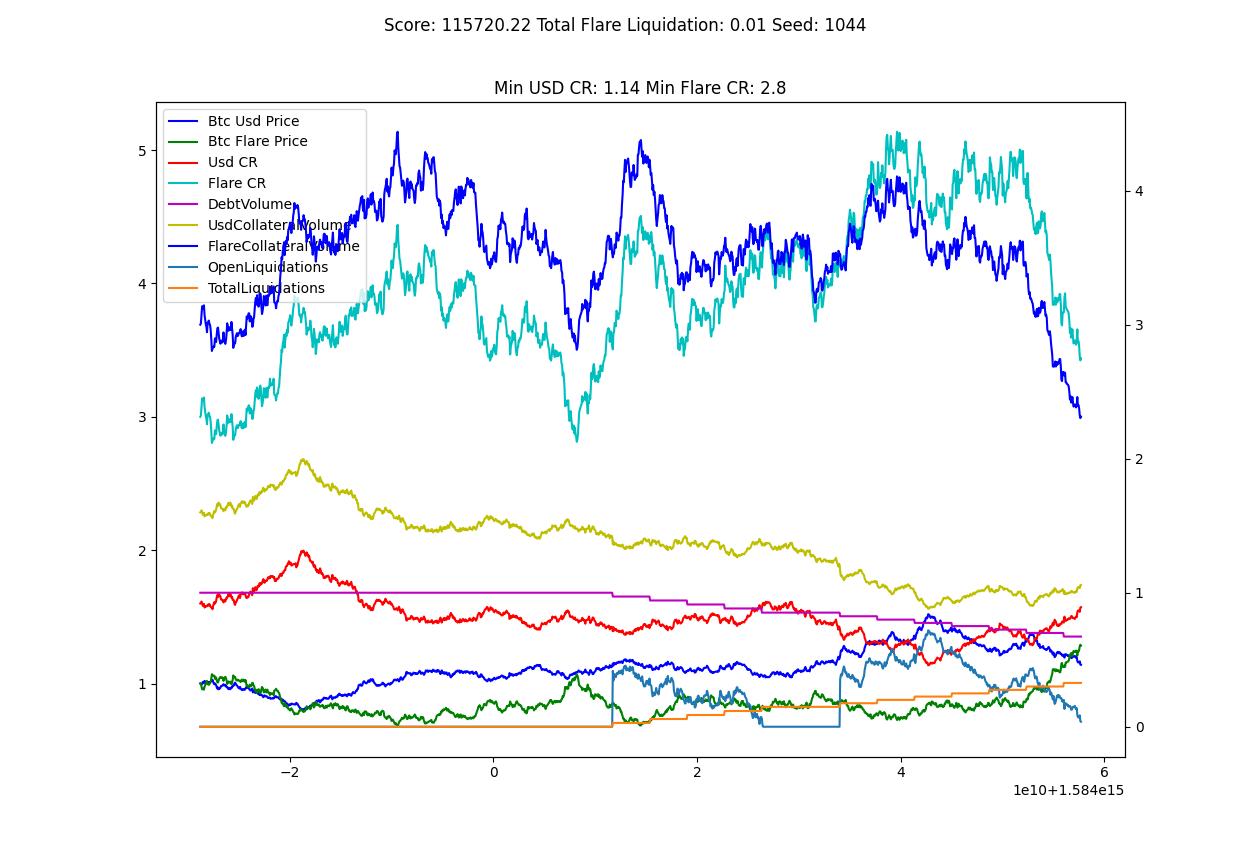 Score: 115720.22 Total Flare Liquidation: 0.01 Seed: 1044
Min USD CR: 1.14 Min Flare CR: 2.8
Btc Usd Price
Btc Flare Price
Usd CR
Flare CR
DebtVolume
UsdCollateralVolume
FlareCollateralVolume
OpenLiquidations
TotalLiquidations
5
4
3
2
1
4
3
2
1
0
−2
0
2
4
6
1e10+1.584e15